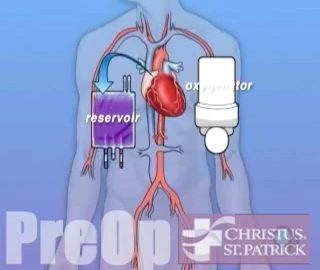 oxygenator
reservoir
PreOp
CHRISTUS
ST. PATRICK